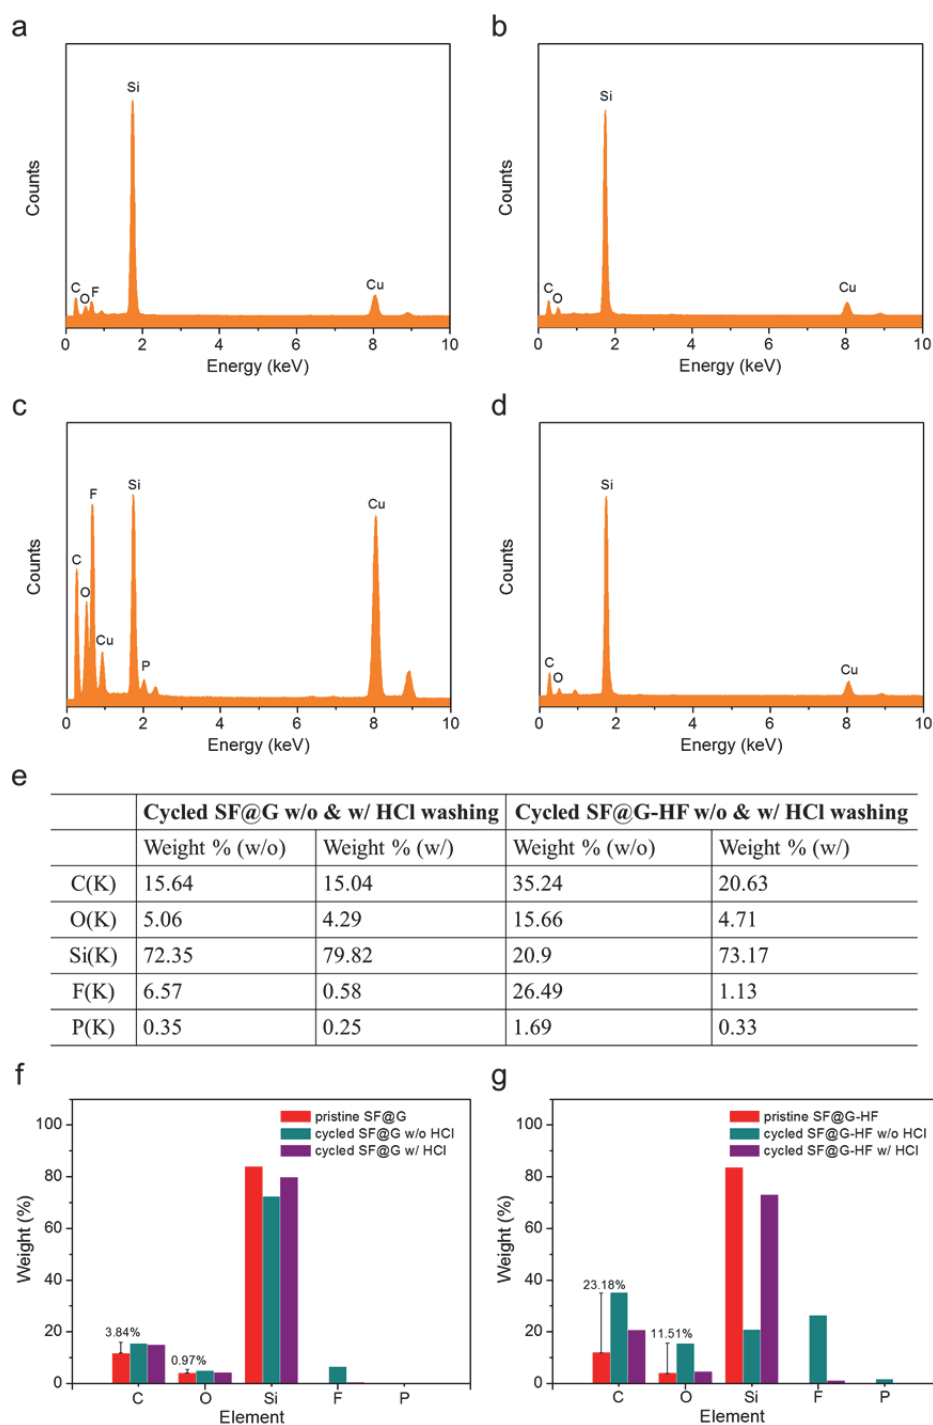 a
b
Si
C
O
F
Cu
Counts
0 2 4 6 8 10
Energy (keV)
Si
C
O
Cu
Counts
0 2 4 6 8 10
Energy (keV)
c
d
C
O
F
Cu
Si
P
Cu
Counts
0 2 4 6 8 10
Energy (keV)
Si
C
O
Cu
Counts
0 2 4 6 8 10
Energy (keV)
e
Cycled SF@G w/o & w/ HCl washing Cycled SF@G-HF w/o & w/ HCl washing
Weight % (w/o) Weight % (w/) Weight % (w/o) Weight % (w/)
C(K) 15.64 15.04 35.24 20.63
O(K) 5.06 4.29 15.66 4.71
Si(K) 72.35 79.82 20.9 73.17
F(K) 6.57 0.58 26.49 1.13
P(K) 0.35 0.25 1.69 0.33
f
g
pristine SF@G
cycled SF@G w/o HCl
cycled SF@G w/ HCl
100
80
60
40
20
0
Weight (%)
3.84%
0.97%
C O Si F P
Element
pristine SF@G-HF
cycled SF@G-HF w/o HCl
cycled SF@G-HF w/ HCl
100
80
60
40
20
0
Weight (%)
23.18%
11.51%
C O Si F P
Element